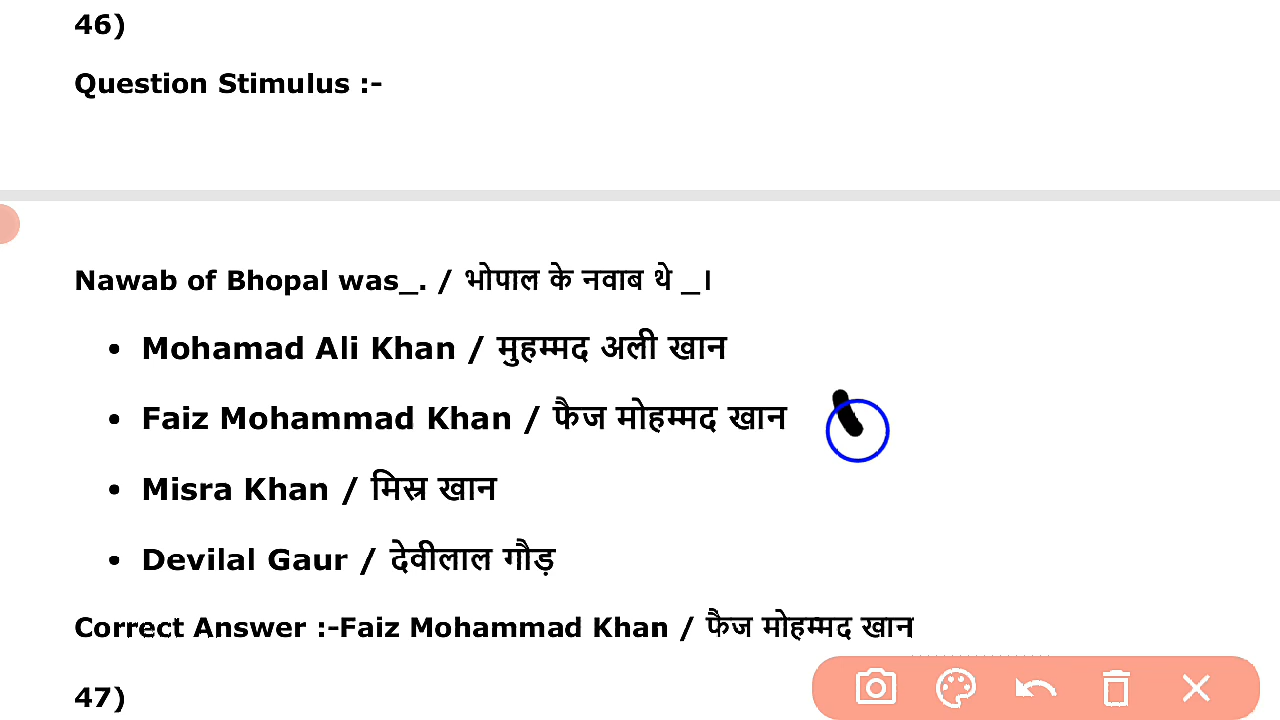 46)
Question Stimulus :-
Nawab of Bhopal was_. / भोपाल के नवाब थे _।
• Mohamad Ali Khan / मुहम्मद अली खान
• Faiz Mohammad Khan / फैज मोहम्मद खान
• Misra Khan / मिस्र खान
• Devilal Gaur / देवीलाल गौड़
Correct Answer :-Faiz Mohammad Khan / फैज मोहम्मद खान
47)